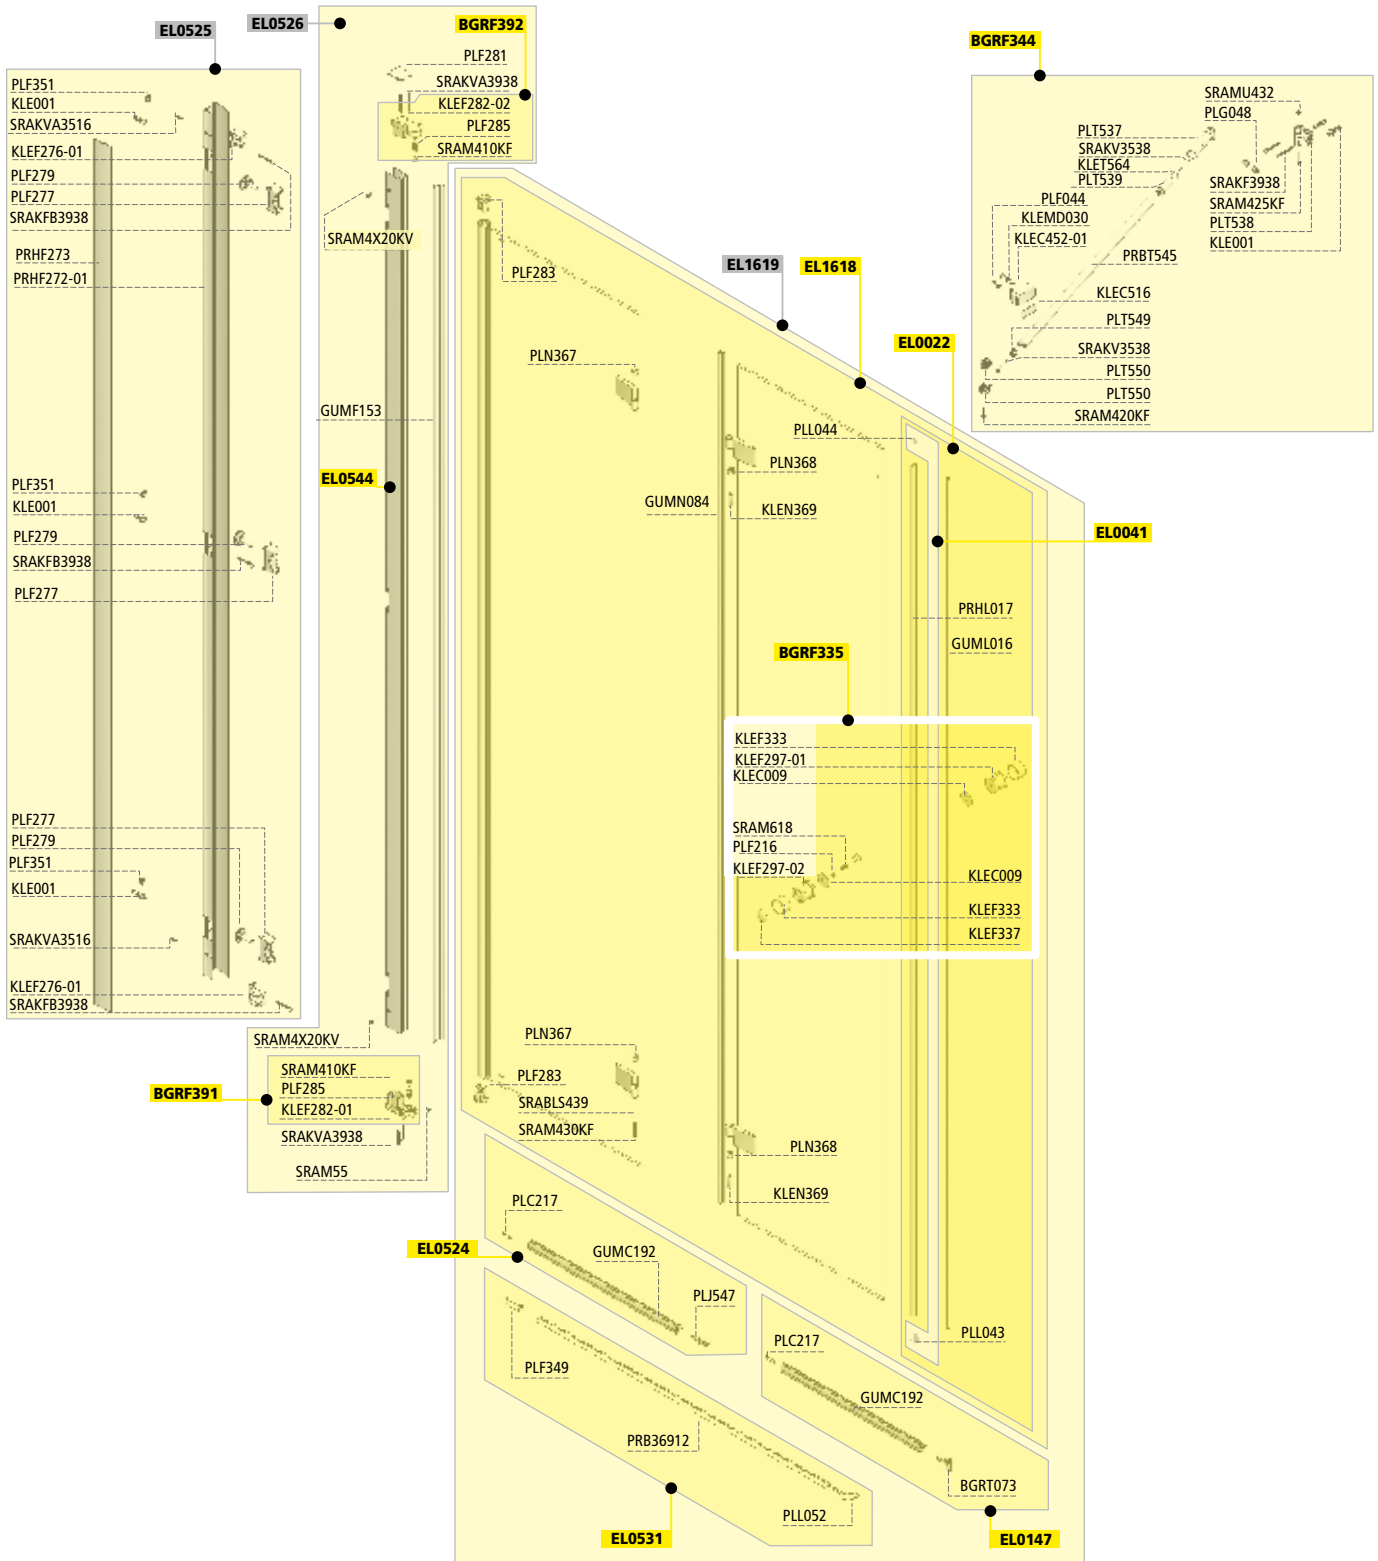 EL0525
PLF351
KLE001
SRAKVA3516
KLEF276-01
PLF279
PLF277
SRAKFB3938
PRHF273
PRHF272-01
PLF351
KLE001
PLF279
SRAKFB3938
PLF277
PLF277
PLF279
PLF351
KLE001
SRAKVA3516
KLEF276-01
SRAKFB3938
EL0526
BGRF392
PLF281
SRAKVA3938
KLEF282-02
PLF285
SRAM410KF
SRAM4X20KV
GUMF153
EL0544
SRAM4X20KV
BGRF391
SRAM410KF
PLF285
KLEF282-01
SRAKVA3938
SRAM55
EL1619
EL1618
EL0022
PLF283
PLN367
PLL044
PLN368
GUMN084
KLEN369
EL0041
PRHL017
GUML016
BGRF335
KLEF333
KLEF297-01
KLEC009
SRAM618
PLF216
KLEF297-02
KLEC009
KLEF333
KLEF337
PLN367
PLF283
SRABLS439
SRAM430KF
PLN368
KLEN369
PLL043
PLC217
EL0524
GUMC192
PLJ547
PLF349
PRB36912
PLL052
EL0531
PLC217
GUMC192
BGRT073
EL0147
BGRF344
SRAMU432
PLG048
PLT537
SRAKV3538
KLET564
PLT539
PLF044
KLEMD030
KLEC452-01
SRAKF3938
SRAM425KF
PLT538
KLE001
PRBT545
KLEC516
PLT549
SRAKV3538
PLT550
PLT550
SRAM420KF